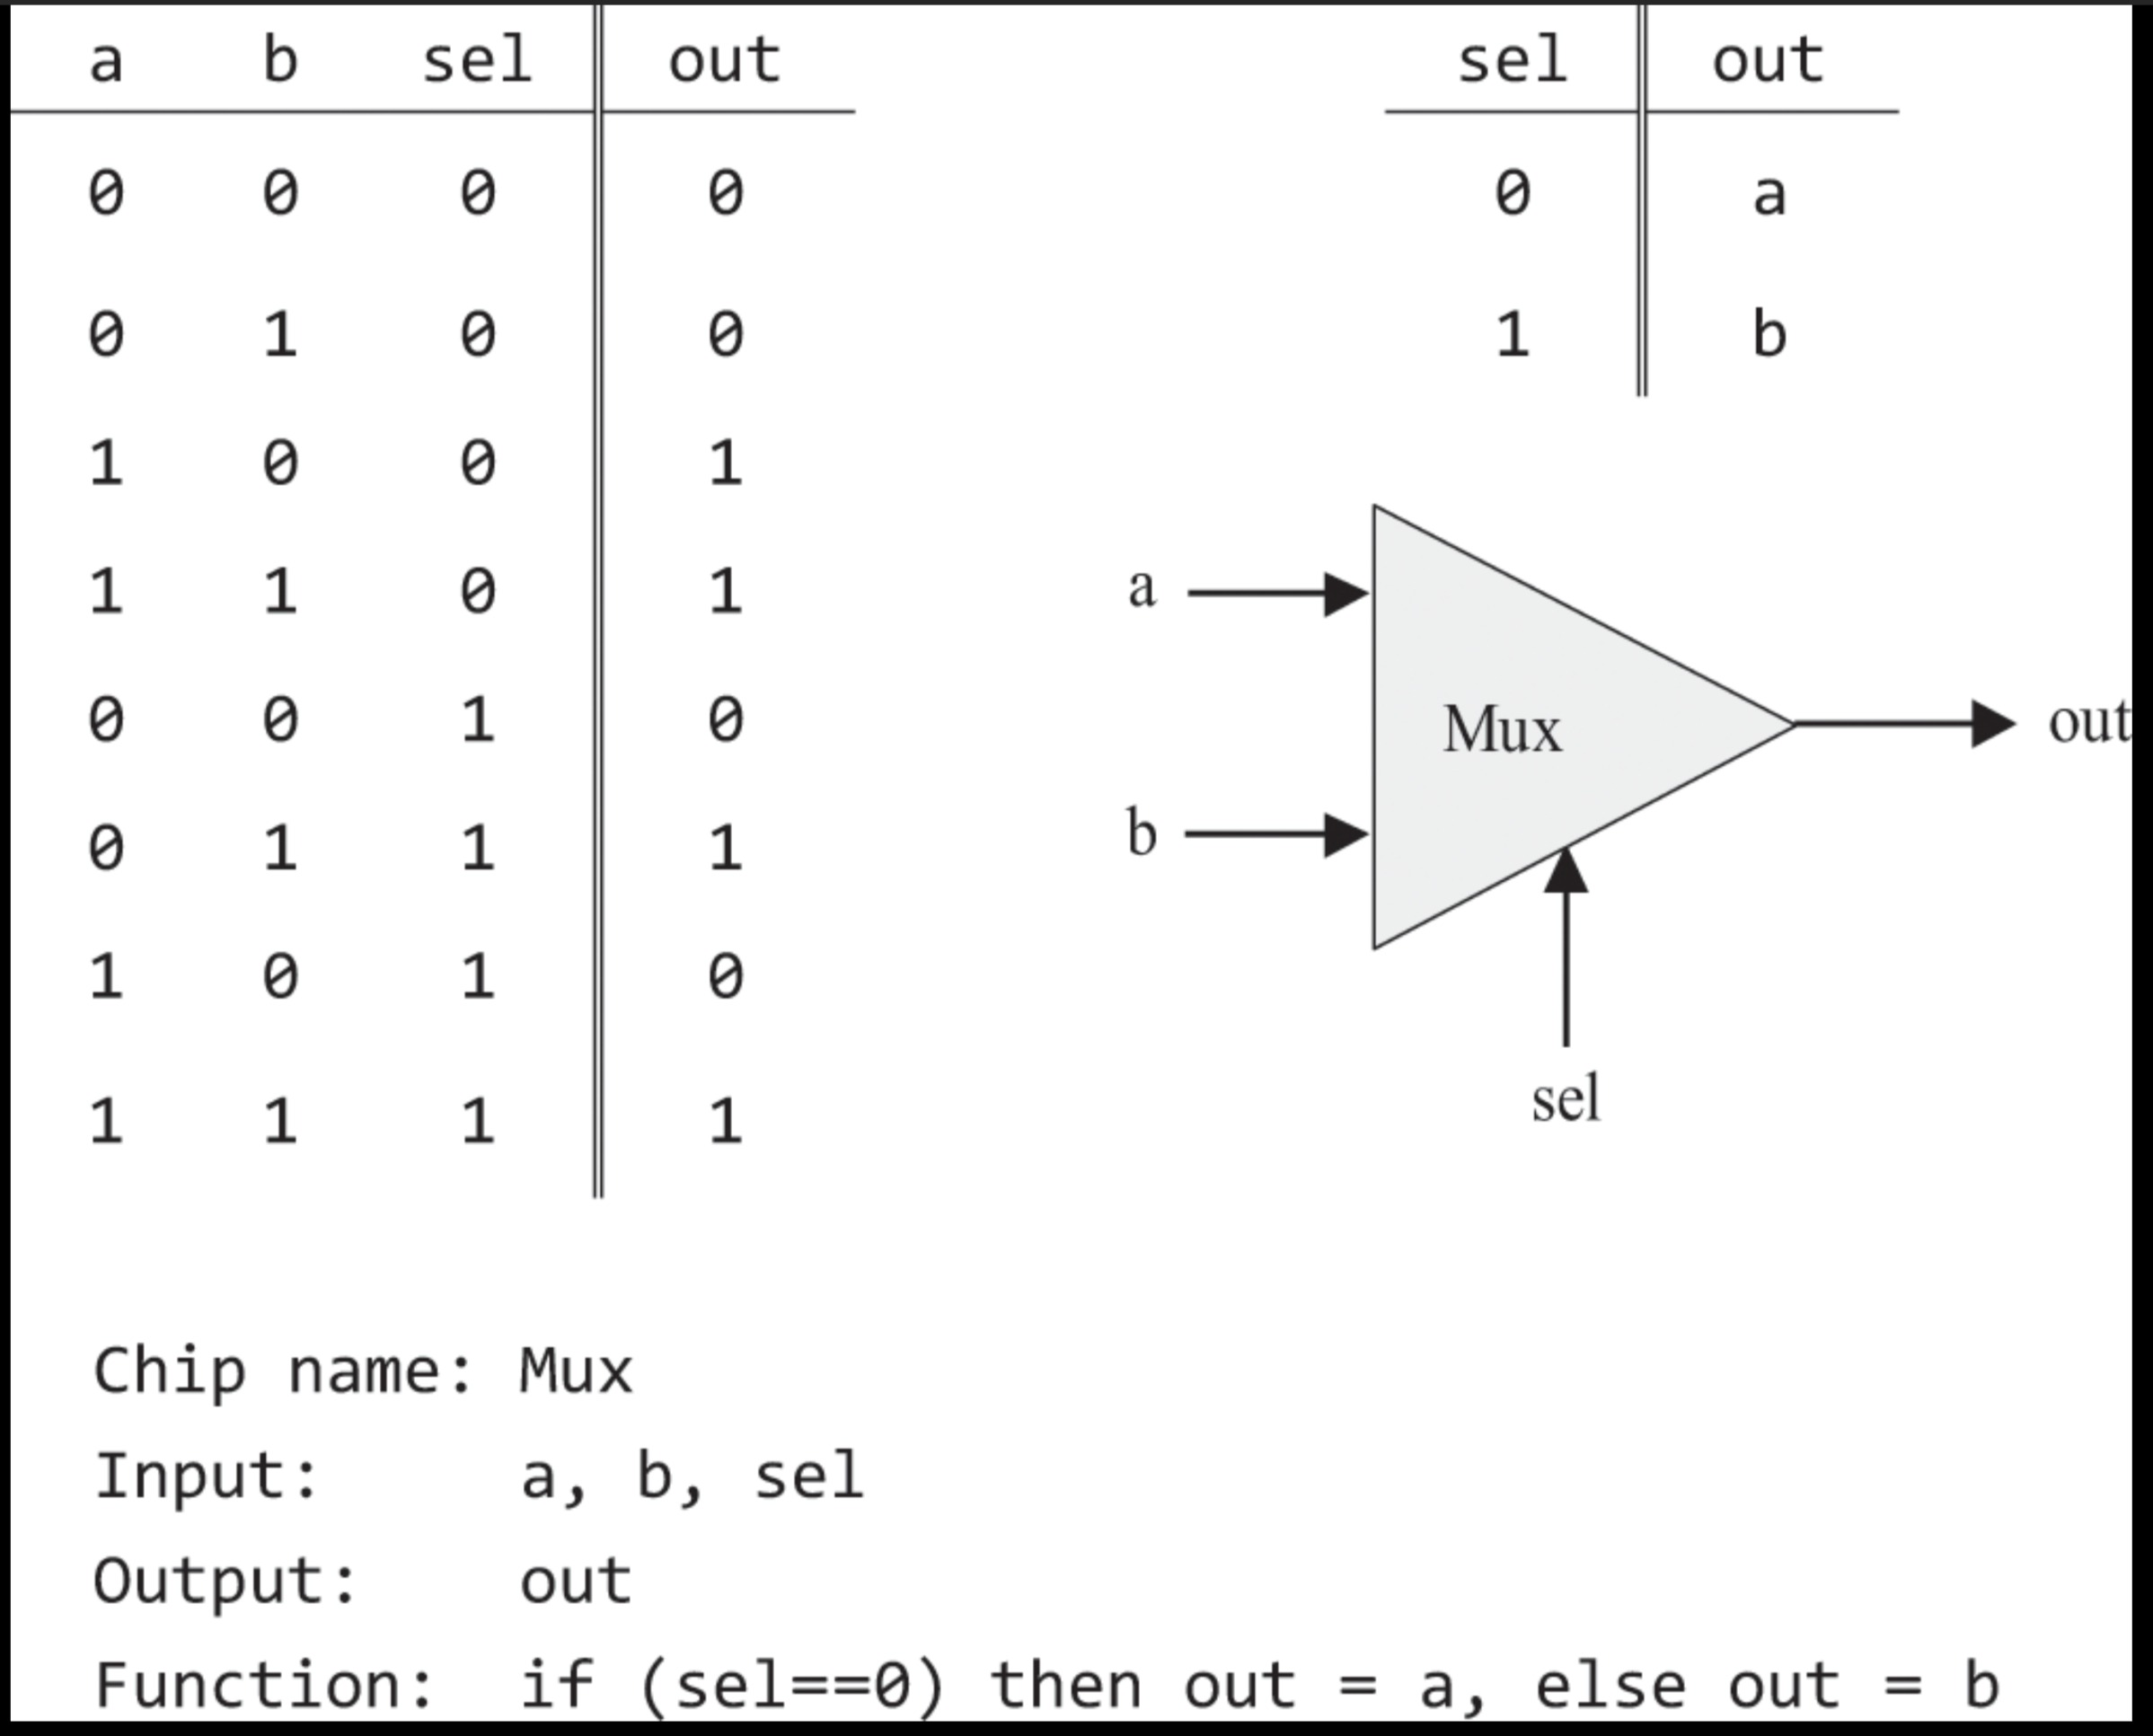 a b sel out
0 0 0 0
0 1 0 0
1 0 0 1
1 1 0 1
0 0 1 0
0 1 1 1
1 0 1 0
1 1 1 1
sel out
0 a
1 b
a
Mux
out
b
sel
Chip name: Mux
Input: a, b, sel
Output: out
Function: if (sel==0) then out = a, else out = b